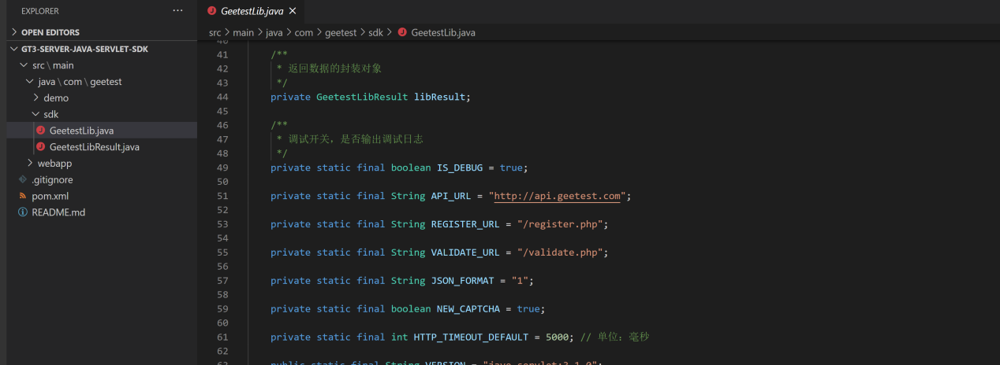 EXPLORER
···
GeetestLib.java
OPEN EDITORS
src > main > java > com > geetest > sdk > GeetestLib.java
GT3-SERVER-JAVA-SERVLET-SDK
src \ main
java \ com \ geetest
demo
sdk
GeetestLib.java
GeetestLibResult.java
webapp
.gitignore
pom.xml
README.md
40
41 /**
42 * 返回数据的封装对象
43 */
44 private GeetestLibResult libResult;
45
46 /**
47 * 调试开关，是否输出调试日志
48 */
49 private static final boolean IS_DEBUG = true;
50
51 private static final String API_URL = "http://api.geetest.com";
52
53 private static final String REGISTER_URL = "/register.php";
54
55 private static final String VALIDATE_URL = "/validate.php";
56
57 private static final String JSON_FORMAT = "1";
58
59 private static final boolean NEW_CAPTCHA = true;
60
61 private static final int HTTP_TIMEOUT_DEFAULT = 5000; // 单位：毫秒
62
63 public static final String VERSION = "java-servlet:3.1.0";